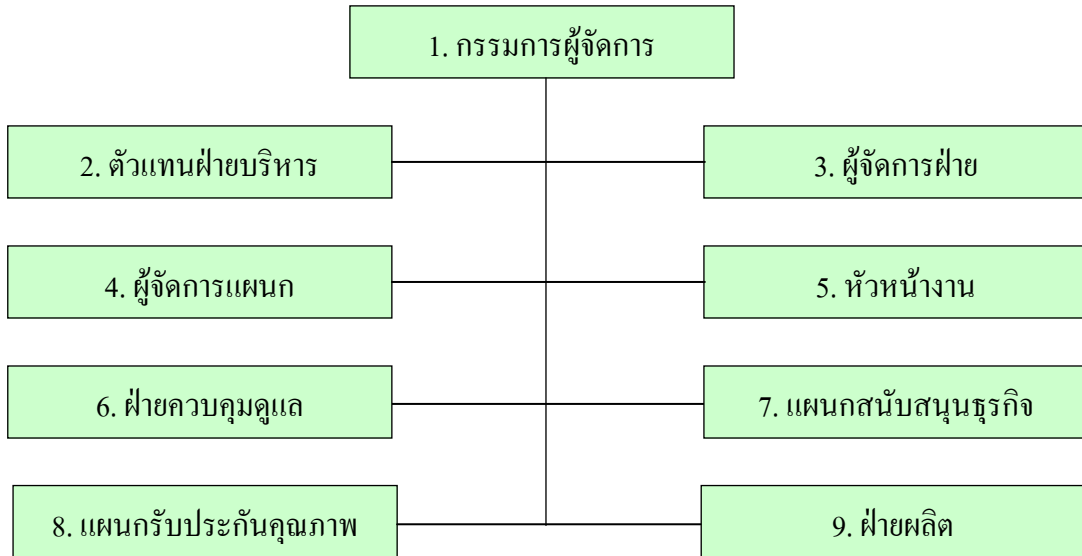 1. กรรมการผู้จัดการ
2. ตัวแทนฝ่ายบริหาร
3. ผู้จัดการฝ่าย
4. ผู้จัดการแผนก
5. หัวหน้างาน
6. ฝ่ายควบคุมดูแล
7. แผนกสนับสนุนธุรกิจ
8. แผนกรับประกันคุณภาพ
9. ฝ่ายผลิต